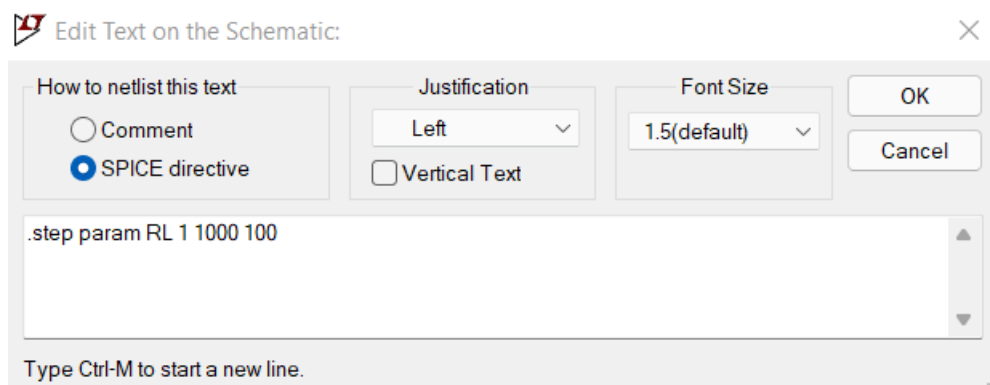 Edit Text on the Schematic:
How to netlist this text
Comment
SPICE directive
Justification
Left
Vertical Text
Font Size
1.5(default)
OK
Cancel
.step param RL 1 1000 100
Type Ctrl-M to start a new line.